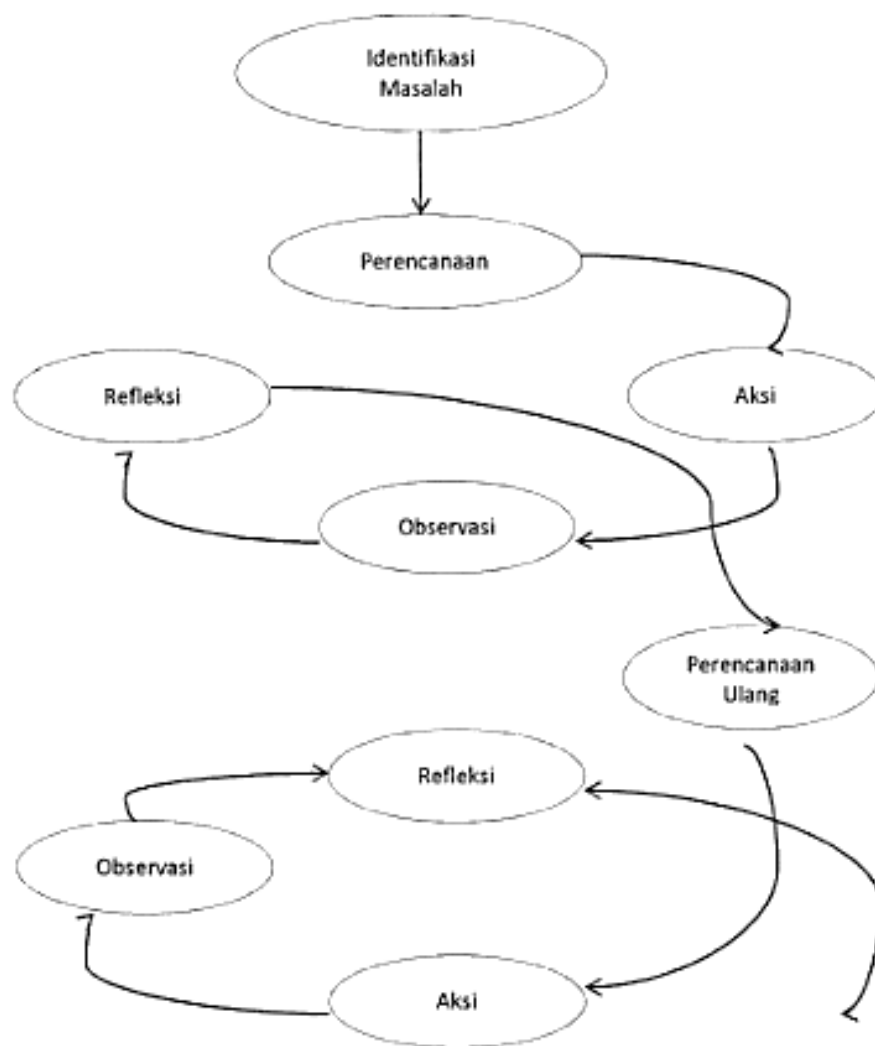 Identifikasi
Masalah
Perencanaan
Refleksi
Aksi
Observasi
Perencanaan
Ulang
Refleksi
Observasi
Aksi